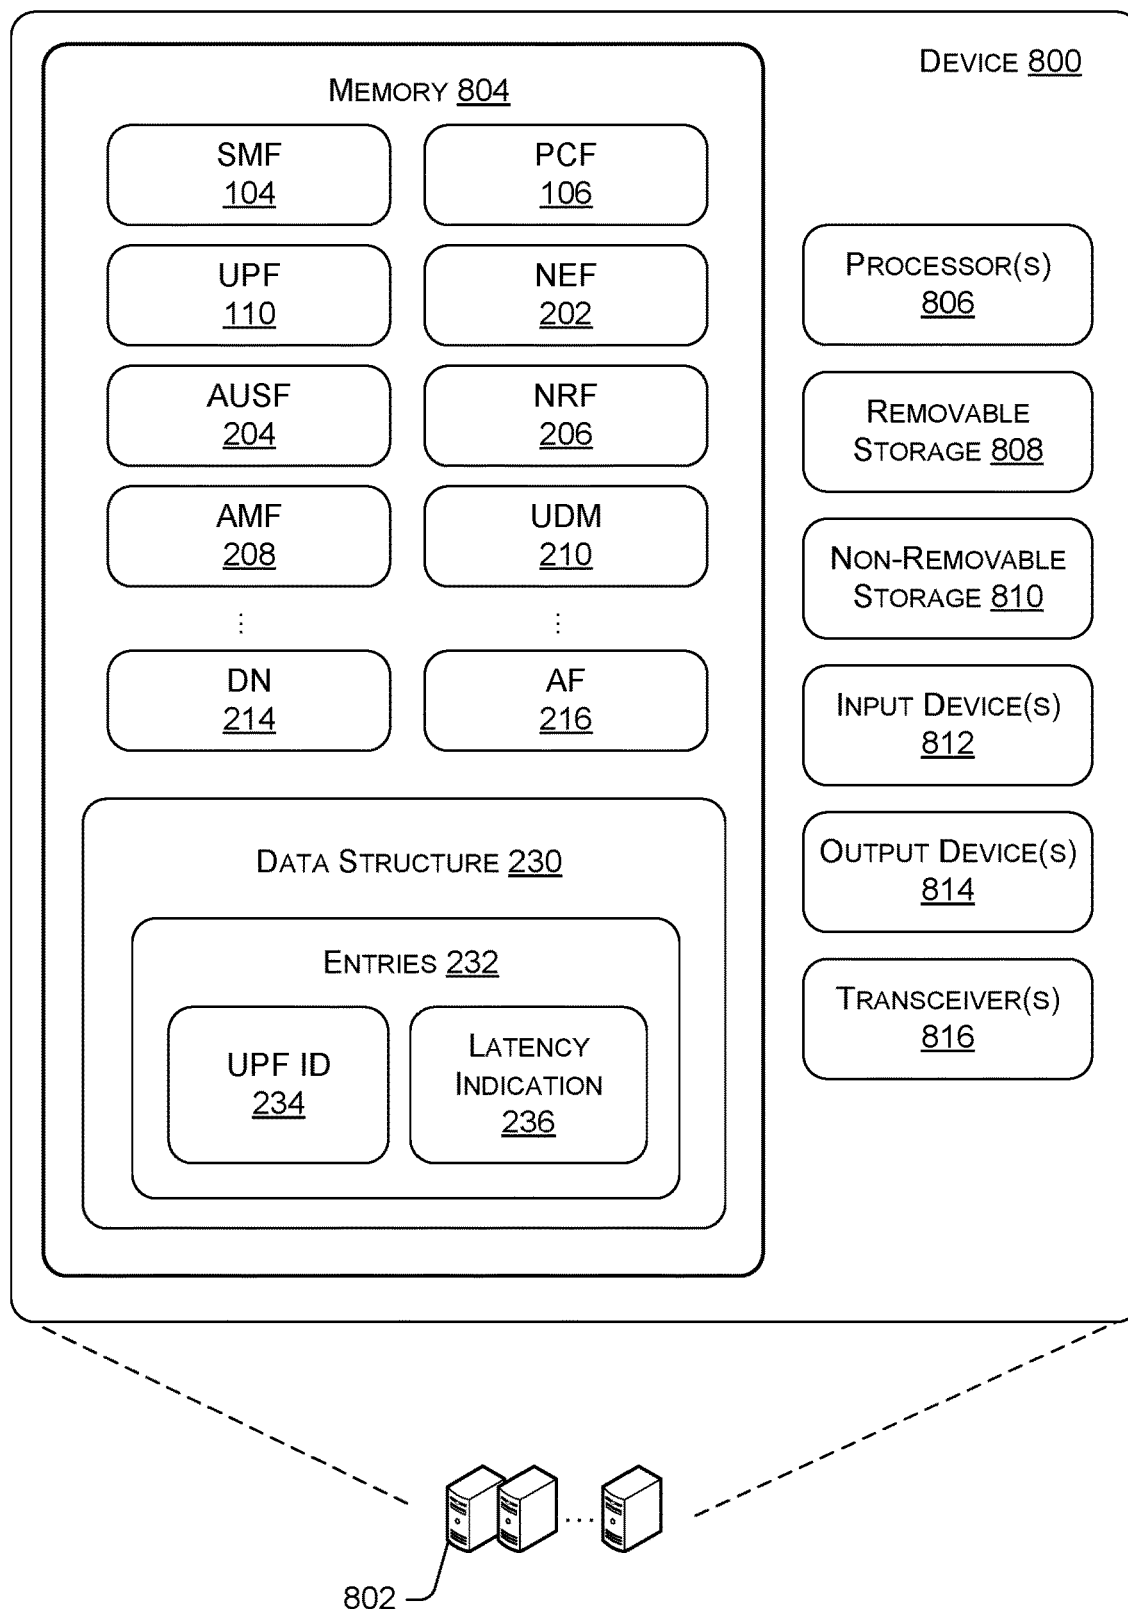 DEVICE 800
MEMORY 804
SMF
104
PCF
106
UPF
110
NEF
202
AUSF
204
NRF
206
AMF
208
UDM
210
⋮
⋮
DN
214
AF
216
DATA STRUCTURE 230
ENTRIES 232
UPF ID
234
LATENCY
INDICATION
236
PROCESSOR(S)
806
REMOVABLE
STORAGE 808
NON-REMOVABLE
STORAGE 810
INPUT DEVICE(S)
812
OUTPUT DEVICE(S)
814
TRANSCEIVER(S)
816
...
802